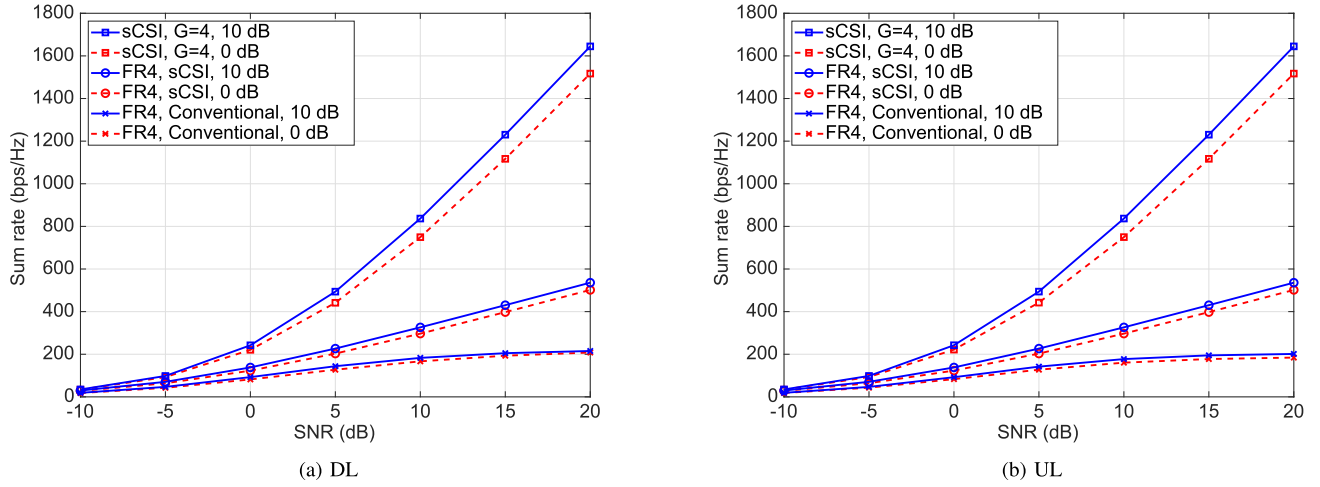 sCSI, G=4, 10 dB
sCSI, G=4, 0 dB
FR4, sCSI, 10 dB
FR4, sCSI, 0 dB
FR4, Conventional, 10 dB
FR4, Conventional, 0 dB
1800
1600
1400
1200
1000
800
600
400
200
0
Sum rate (bps/Hz)
-10 -5 0 5 10 15 20
SNR (dB)
(a) DL
sCSI, G=4, 10 dB
sCSI, G=4, 0 dB
FR4, sCSI, 10 dB
FR4, sCSI, 0 dB
FR4, Conventional, 10 dB
FR4, Conventional, 0 dB
1800
1600
1400
1200
1000
800
600
400
200
0
Sum rate (bps/Hz)
-10 -5 0 5 10 15 20
SNR (dB)
(b) UL